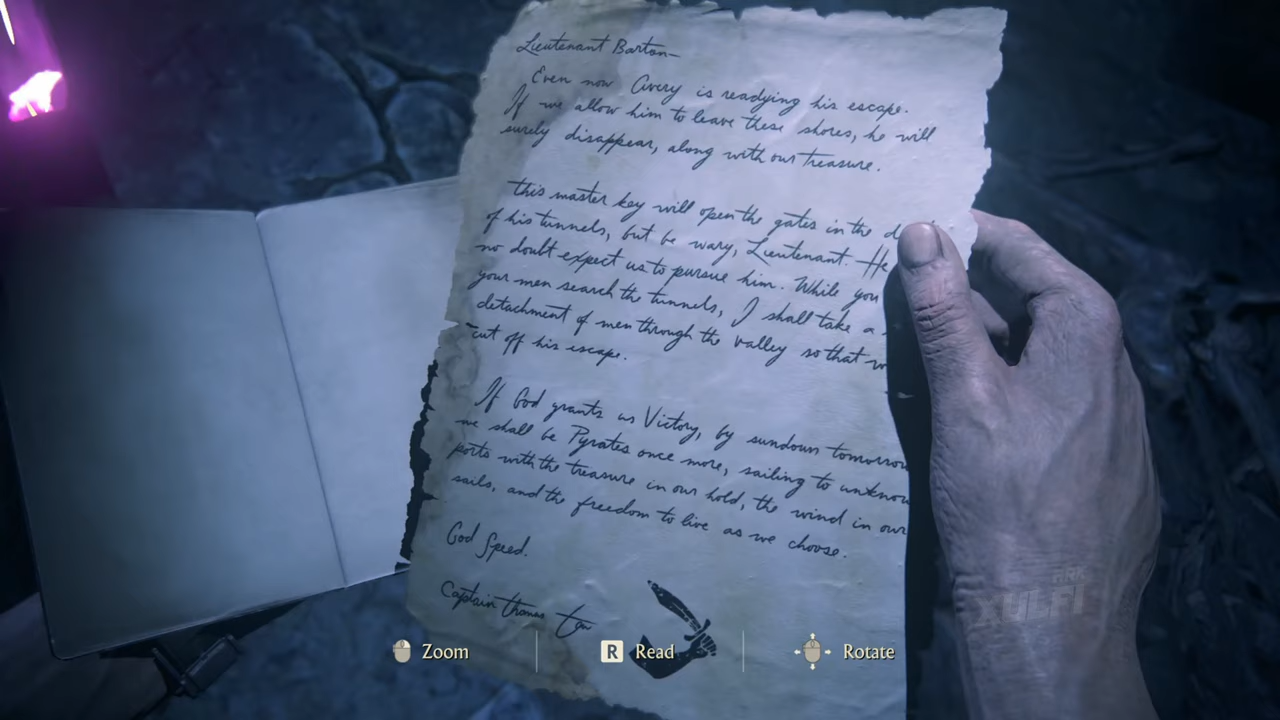 Lieutenant Barton—
Even now Avery is readying his escape.
If we allow him to leave these shores, he will
surely disappear, along with our treasure.
this master key will open the gates in the d
of his tunnels, but be wary, Lieutenant. He
no doubt expect us to pursue him. While you
your men search the tunnels, I shall take a
detachment of men through the valley so that
cut off his escape.
If God grants us Victory, by sundown tomorrow
we shall be Pyrates once more, sailing to unknow
ports with the treasure in our hold, the wind in our
sails, and the freedom to live as we choose.
God Speed.
Captain thomas Tew
Zoom
R Read
Rotate